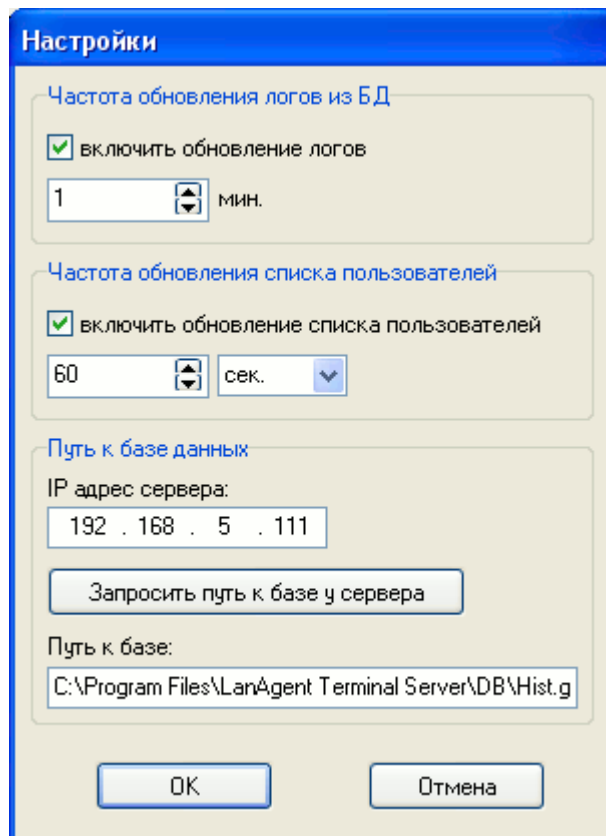 Настройки
Частота обновления логов из БД
включить обновление логов
1 мин.
Частота обновления списка пользователей
включить обновление списка пользователей
60 сек.
Путь к базе данных
IP адрес сервера:
192 . 168 . 5 . 111
Запросить путь к базе у сервера
Путь к базе:
C:\Program Files\LanAgent Terminal Server\DB\Hist.g
OK Отмена